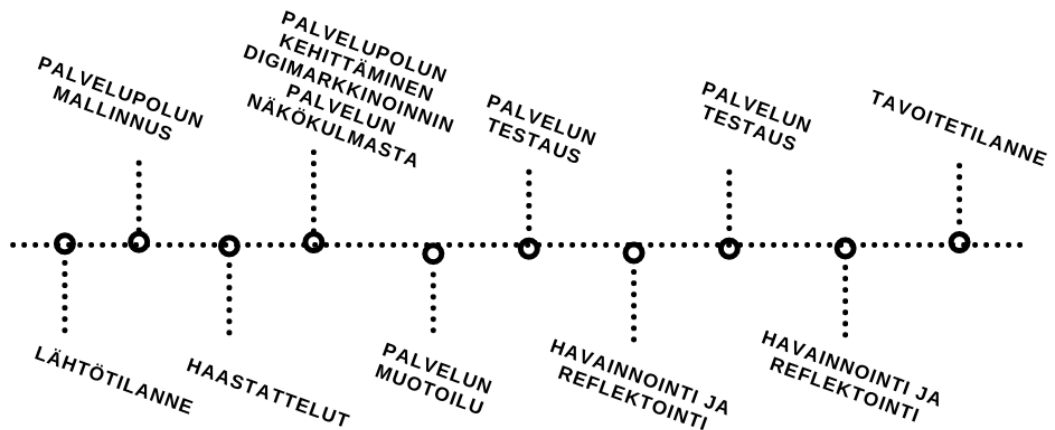 PALVELUPOLUN
MALLINNUS
PALVELUPOLUN
KEHITTÄMINEN
DIGIMARKKINOINNIN
PALVELUN
NÄKÖKULMASTA
PALVELUN
TESTAUS
PALVELUN
TESTAUS
TAVOITETILANNE
LÄHTÖTILANNE
HAASTATTELUT
PALVELUN
MUOTOILU
HAVAINNOINTI JA
REFLEKTOINTI
HAVAINNOINTI JA
REFLEKTOINTI